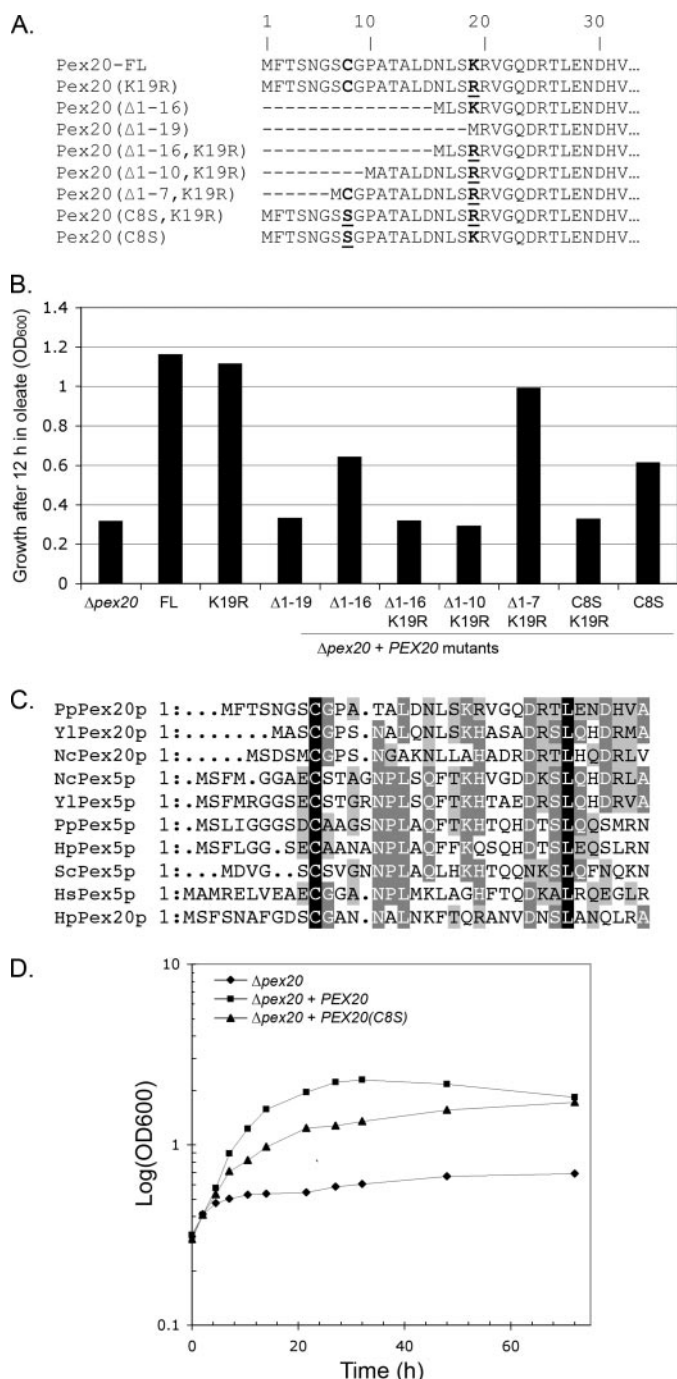 A.
1 10 20 30
Pex20-FL MFTSNGSCGPATALDNLSKRVGQDRTLENDHV…
Pex20(K19R) MFTSNGSCGPATALDNLSRRVGQDRTLENDHV…
Pex20(Δ1-16) ----------------MLSKRVGQDRTLENDHV…
Pex20(Δ1-19) -------------------MRVGQDRTLENDHV…
Pex20(Δ1-16,K19R) ----------------MLSRRVGQDRTLENDHV…
Pex20(Δ1-10,K19R) ----------MATALDNLSRRVGQDRTLENDHV…
Pex20(Δ1-7,K19R) ------MCGPATALDNLSRRVGQDRTLENDHV…
Pex20(C8S,K19R) MFTSNGSSGPATALDNLSRRVGQDRTLENDHV…
Pex20(C8S) MFTSNGSSGPATALDNLSKRVGQDRTLENDHV…
B.
Growth after 12 h in oleate (OD600)
1.4
1.2
1
0.8
0.6
0.4
0.2
0
Δpex20 FL K19R Δ1-19 Δ1-16 Δ1-16 K19R Δ1-10 K19R Δ1-7 K19R C8S K19R C8S
Δpex20 + PEX20 mutants
C.
PpPex20p 1:....MFTSNGSCGPA.TALDNLSKRVGQDRTLENDHVA
YlPex20p 1:........MASCGPS.NALQNLSKHASADRSLQHDRMA
NcPex20p 1:......MSDSMCGPS.NGAKNLLAHADRDRTLHQDRLV
NcPex5p 1:.MSFM.GGAECSTAGNPLSQFTKHVGDDKSLQHDRLA
YlPex5p 1:.MSFMRGGSECSTGRNPLSQFTKHTAEDRSLQHDRVA
PpPex5p 1:.MSLIGGGSDCAAGSNPLAQFTKHTQHDTSLQQSMRN
HpPex5p 1:.MSFLGG.SECAANANPLAQFFKQSQHDTSLEQSLRN
ScPex5p 1:...MDVG..SCSVGNNPLAQLHKHTQQNKSLQFNQKN
HsPex5p 1:MAMRELVEAECGGA.NPLMKLAGHFTQDKALRQEGLR
HpPex20p 1:MSFSNAFGDSCGAN.NALNKFTQRANVDNSLANQLRA
D.
10
1
0.1
Log(OD600)
Δpex20
Δpex20 + PEX20
Δpex20 + PEX20(C8S)
0 20 40 60
Time (h)